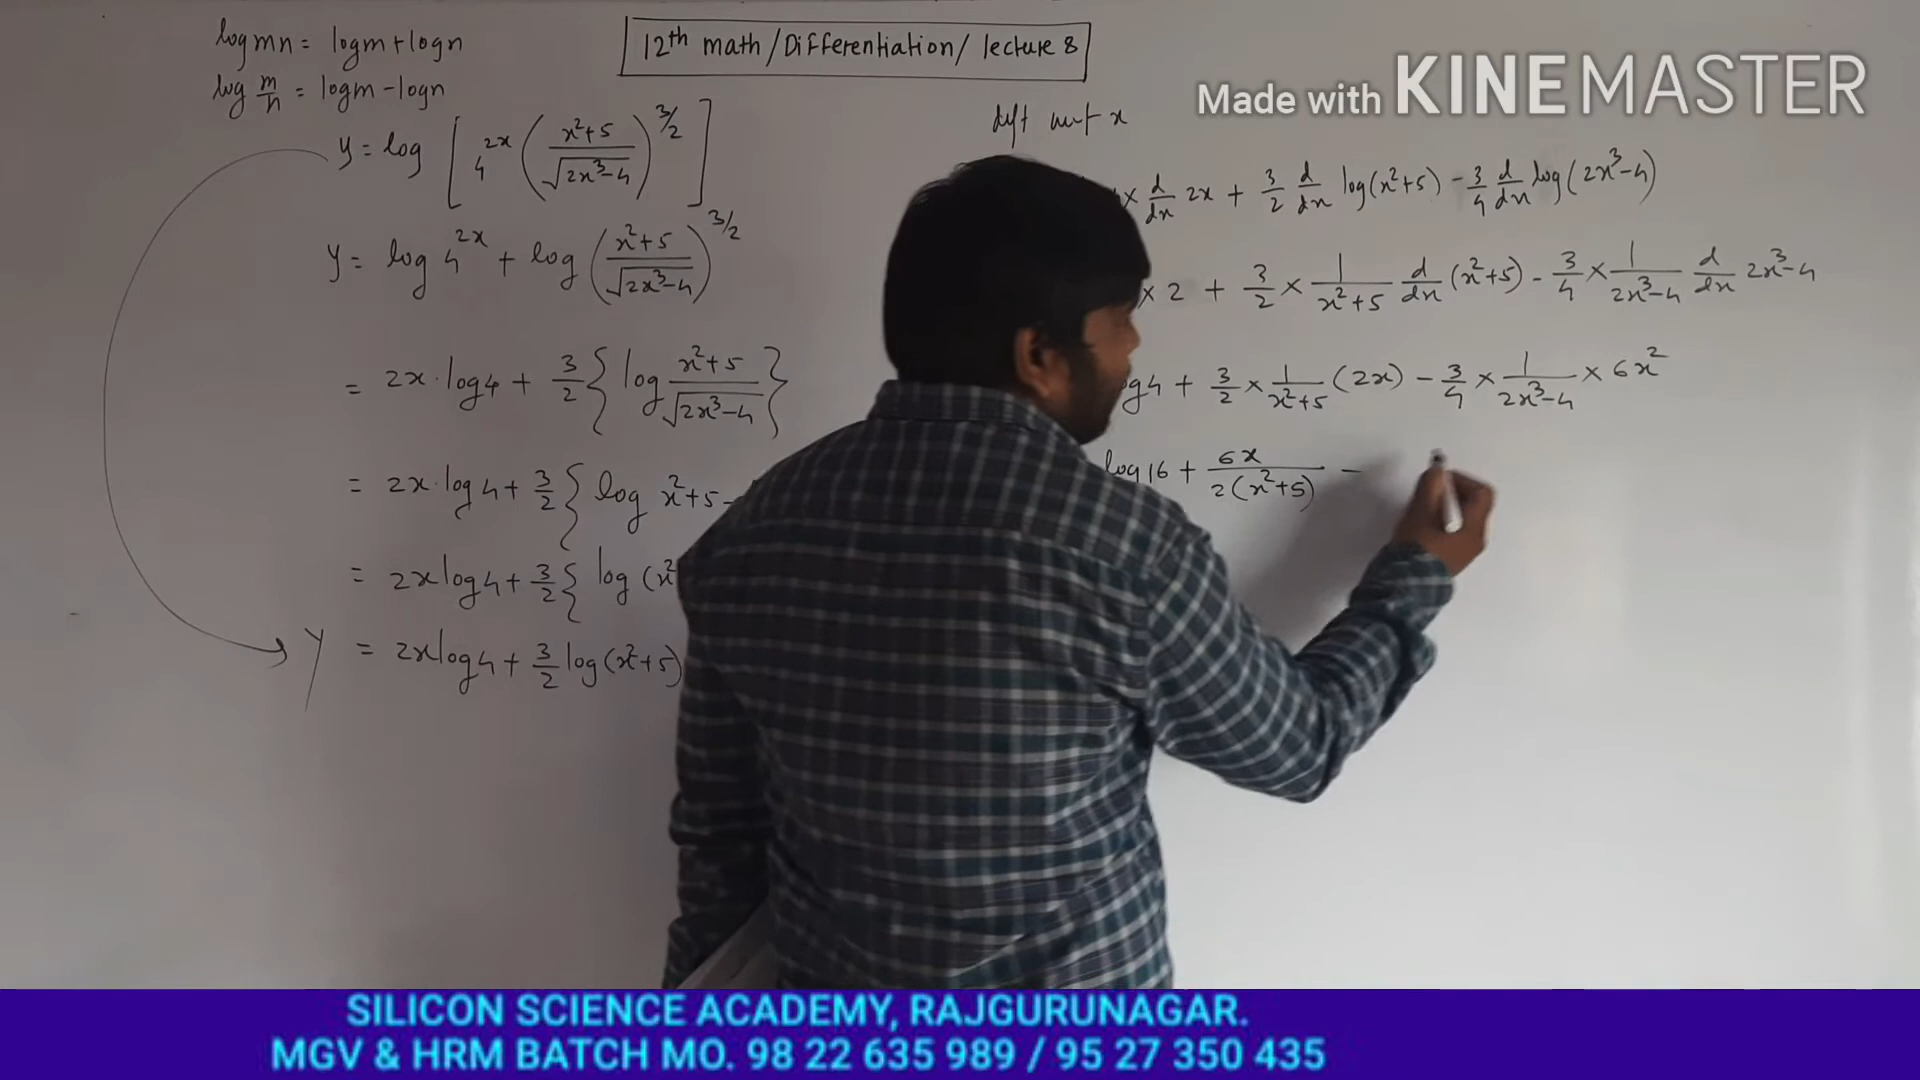 log mn = logm + logn
log m/n = logm - logn
12th math / Differentiation / lecture 8
Made with KINEMASTER
y = log [ 4^2x ( x²+5 / √2x³-4 )^3/2 ]
y = log 4^2x + log ( x²+5 / √2x³-4 )^3/2
= 2x · log 4 + 3/2 { log x²+5 / √2x³-4 }
= 2x · log 4 + 3/2 { log x²+5 -
= 2x log 4 + 3/2 { log (x²
y = 2x log 4 + 3/2 log (x²+5)
diff wrt x
× d/dx 2x + 3/2 d/dx log(x²+5) - 3/4 d/dx log(2x³-4)
× 2 + 3/2 × 1/x²+5 d/dx (x²+5) - 3/4 × 1/2x³-4 d/dx 2x³-4
log 4 + 3/2 × 1/x²+5 (2x) - 3/4 × 1/2x³-4 × 6x²
log 16 + 6x / 2(x²+5) -
SILICON SCIENCE ACADEMY, RAJGURUNAGAR.
MGV & HRM BATCH MO. 98 22 635 989 / 95 27 350 435